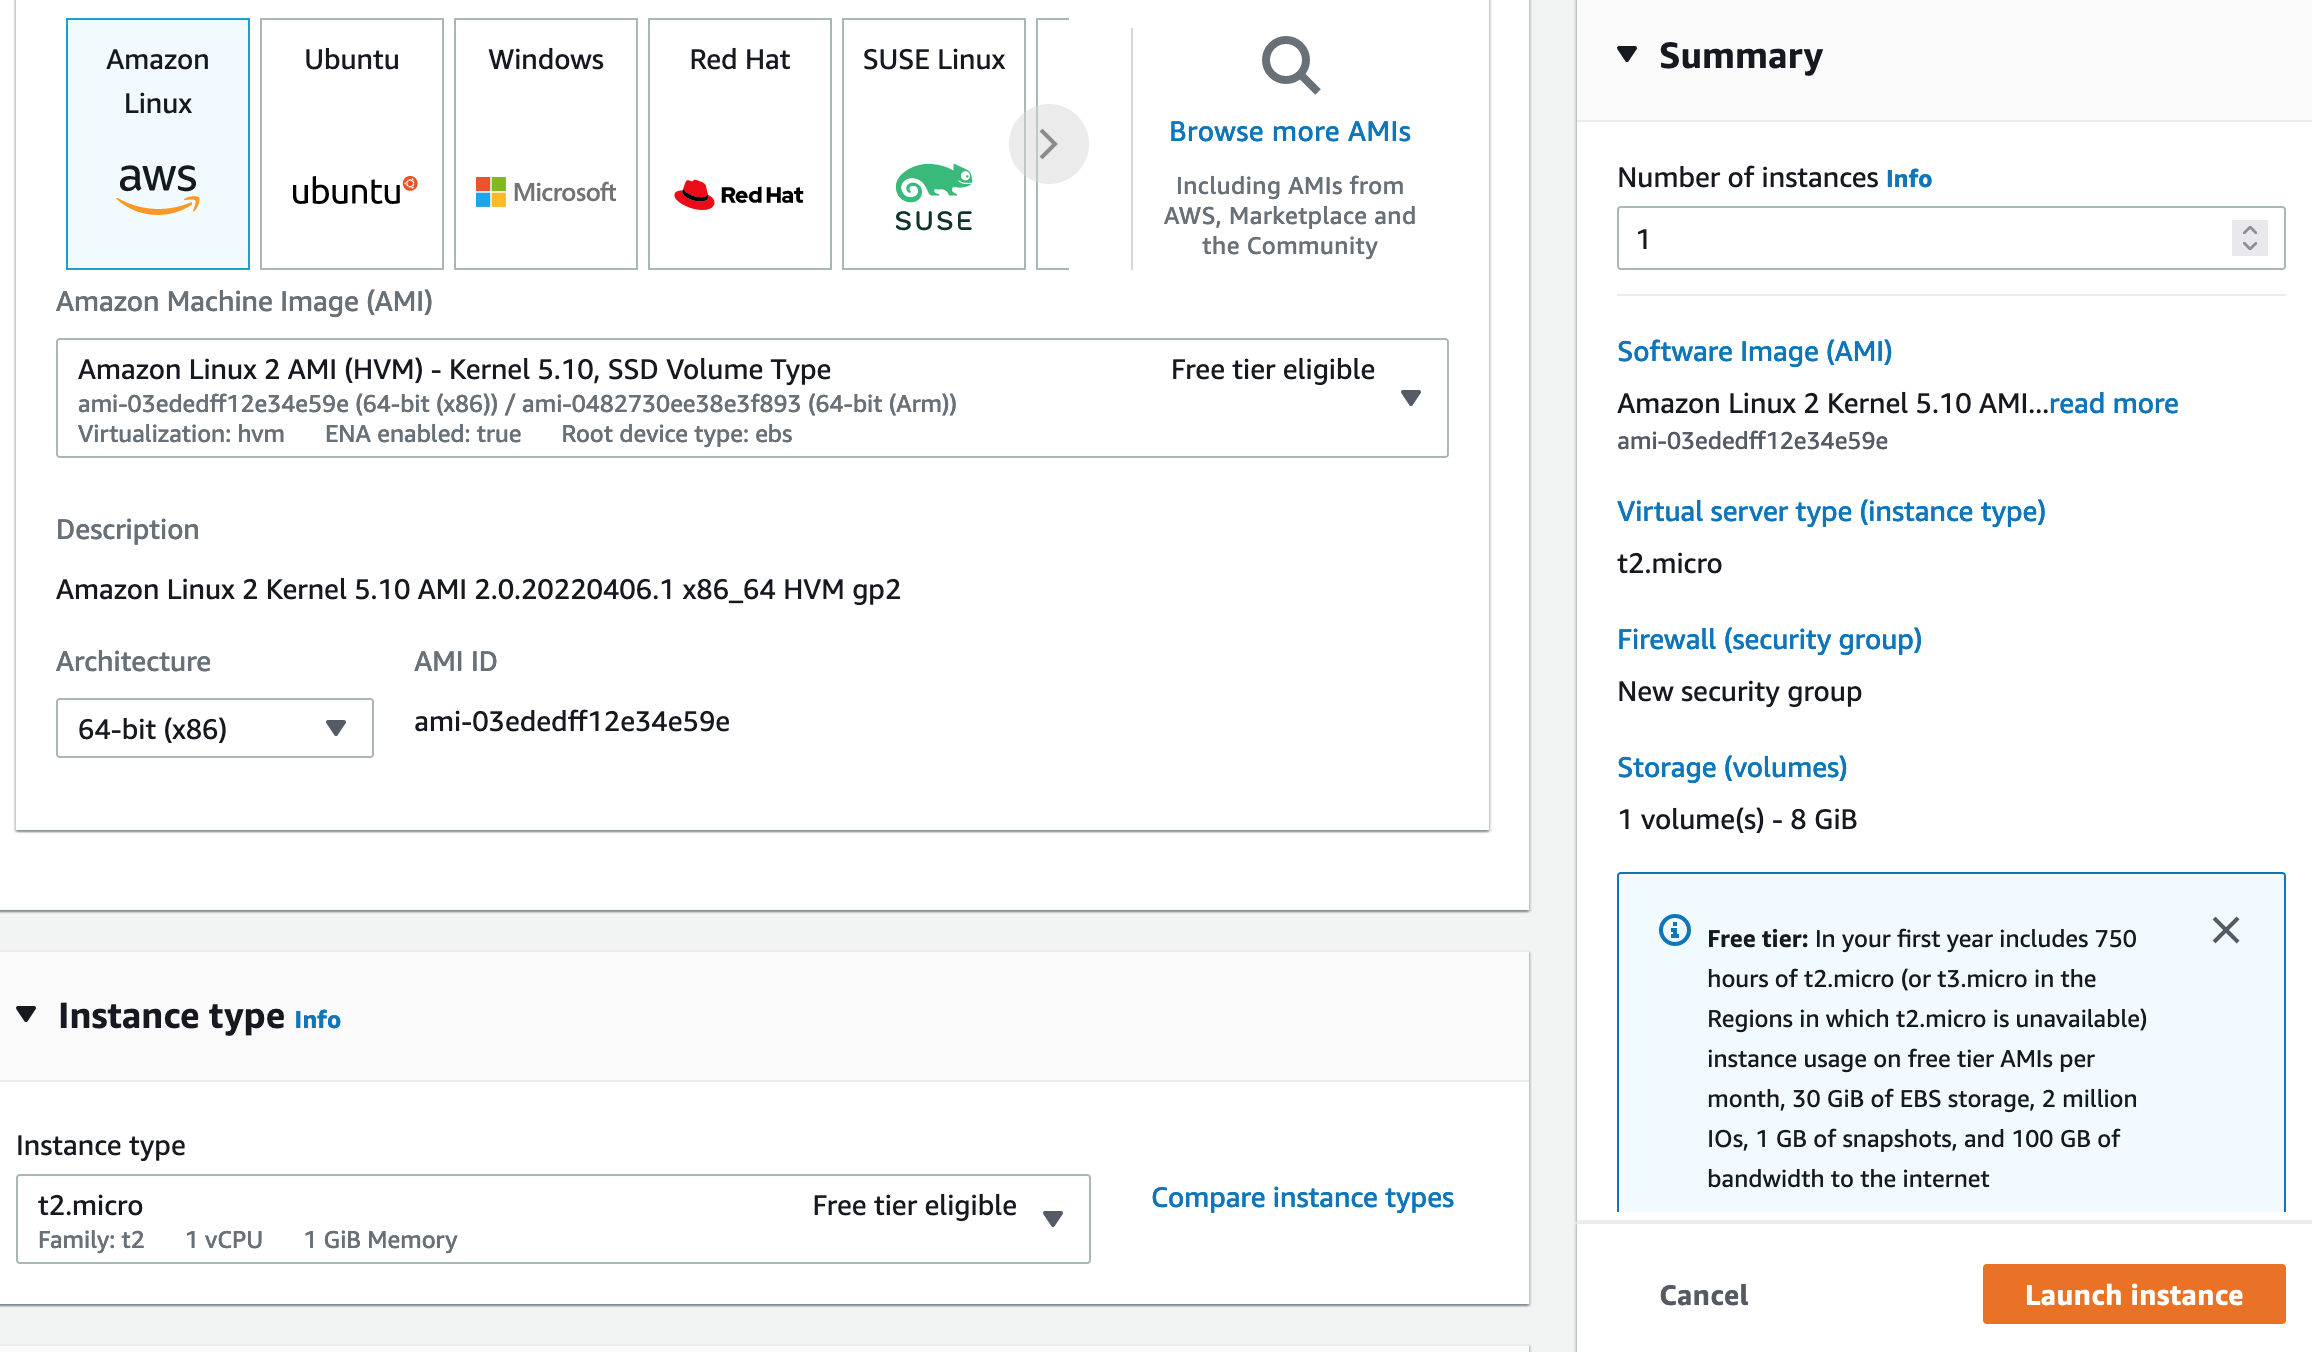 Amazon
Linux
aws
Ubuntu
ubuntu
Windows
Microsoft
Red Hat
Red Hat
SUSE Linux
SUSE
Browse more AMIs
Including AMIs from
AWS, Marketplace and
the Community
Amazon Machine Image (AMI)
Amazon Linux 2 AMI (HVM) - Kernel 5.10, SSD Volume Type Free tier eligible
ami-03ededff12e34e59e (64-bit (x86)) / ami-0482730ee38e3f893 (64-bit (Arm))
Virtualization: hvm ENA enabled: true Root device type: ebs
Description
Amazon Linux 2 Kernel 5.10 AMI 2.0.20220406.1 x86_64 HVM gp2
Architecture AMI ID
64-bit (x86) ami-03ededff12e34e59e
Instance type Info
Instance type
t2.micro Free tier eligible
Family: t2 1 vCPU 1 GiB Memory
Compare instance types
Summary
Number of instances Info
1
Software Image (AMI)
Amazon Linux 2 Kernel 5.10 AMI...read more
ami-03ededff12e34e59e
Virtual server type (instance type)
t2.micro
Firewall (security group)
New security group
Storage (volumes)
1 volume(s) - 8 GiB
Free tier: In your first year includes 750
hours of t2.micro (or t3.micro in the
Regions in which t2.micro is unavailable)
instance usage on free tier AMIs per
month, 30 GiB of EBS storage, 2 million
IOs, 1 GB of snapshots, and 100 GB of
bandwidth to the internet
Cancel Launch instance